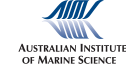 AIMS
AUSTRALIAN INSTITUTE
OF MARINE SCIENCE